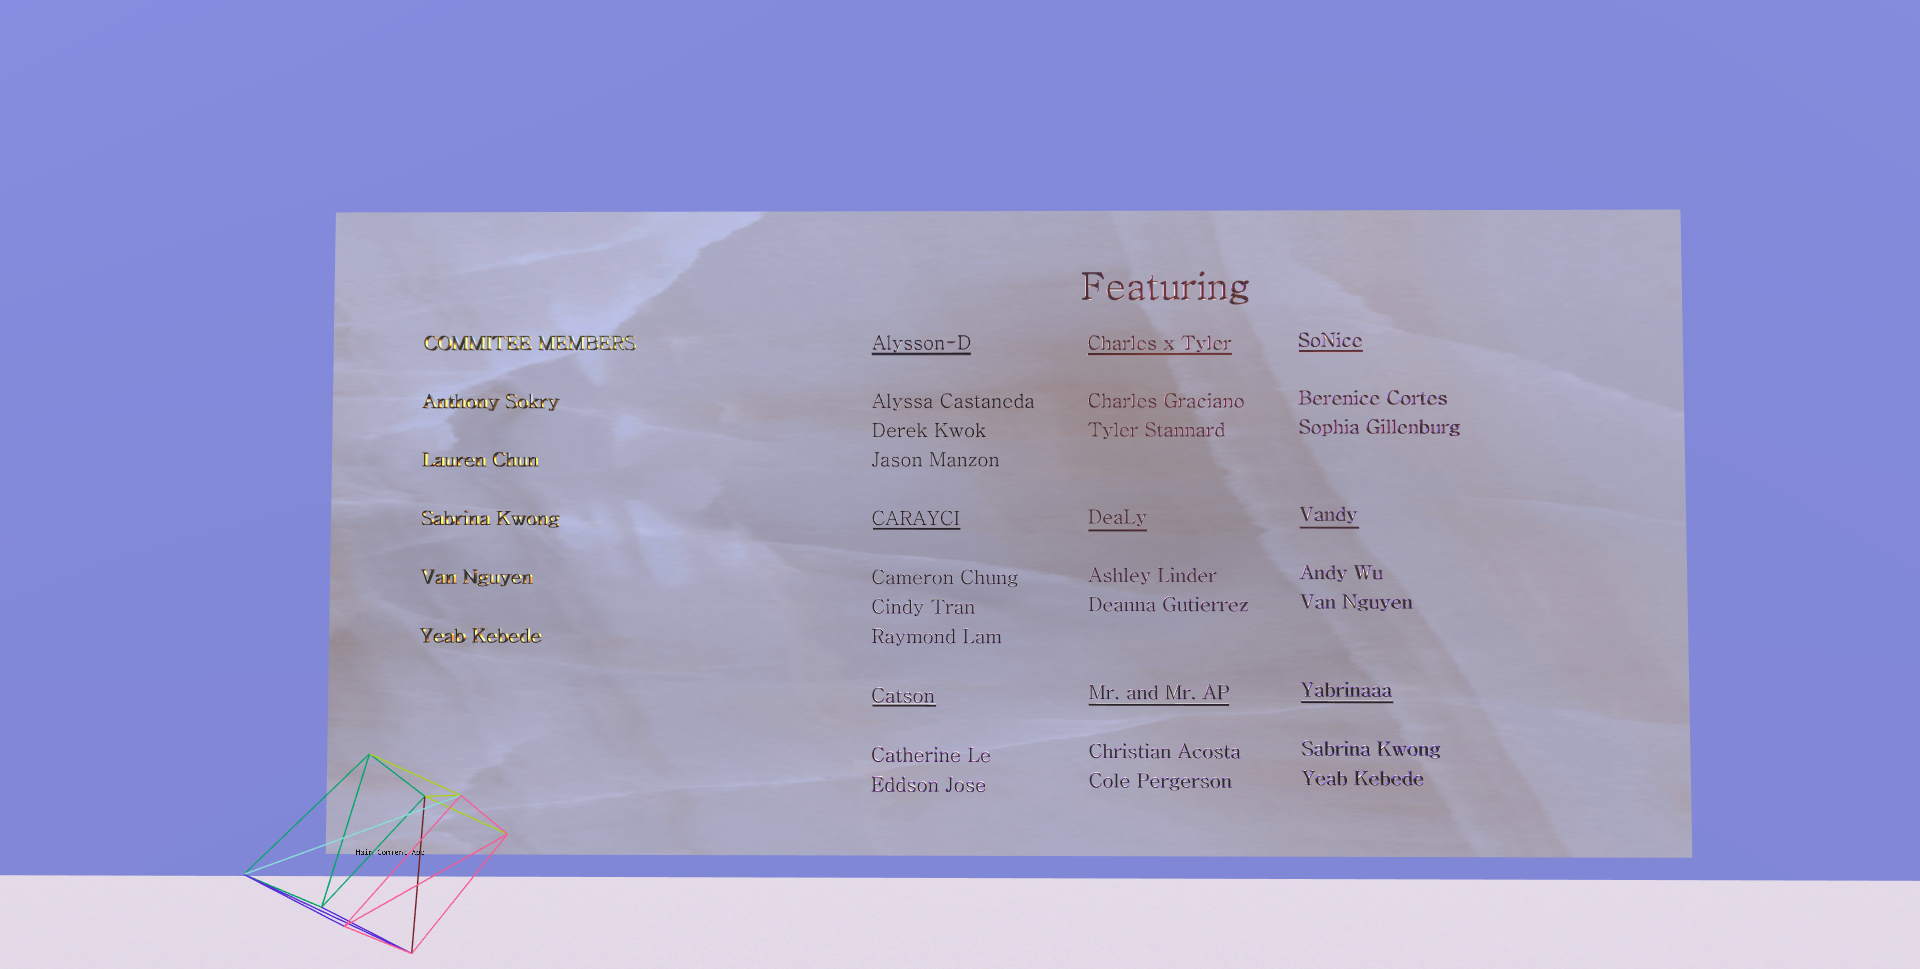 Featuring
COMMITEE MEMBERS
Anthony Sokry
Lauren Chun
Sabrina Kwong
Van Nguyen
Yeab Kebede
Alysson-D
Alyssa Castaneda
Derek Kwok
Jason Manzon
CARAYCI
Cameron Chung
Cindy Tran
Raymond Lam
Catson
Catherine Le
Eddson Jose
Charles x Tyler
Charles Graciano
Tyler Stannard
DeaLy
Ashley Linder
Deanna Gutierrez
Mr. and Mr. AP
Christian Acosta
Cole Pergerson
SoNice
Berenice Cortes
Sophia Gillenburg
Vandy
Andy Wu
Van Nguyen
Yabrinaaa
Sabrina Kwong
Yeab Kebede